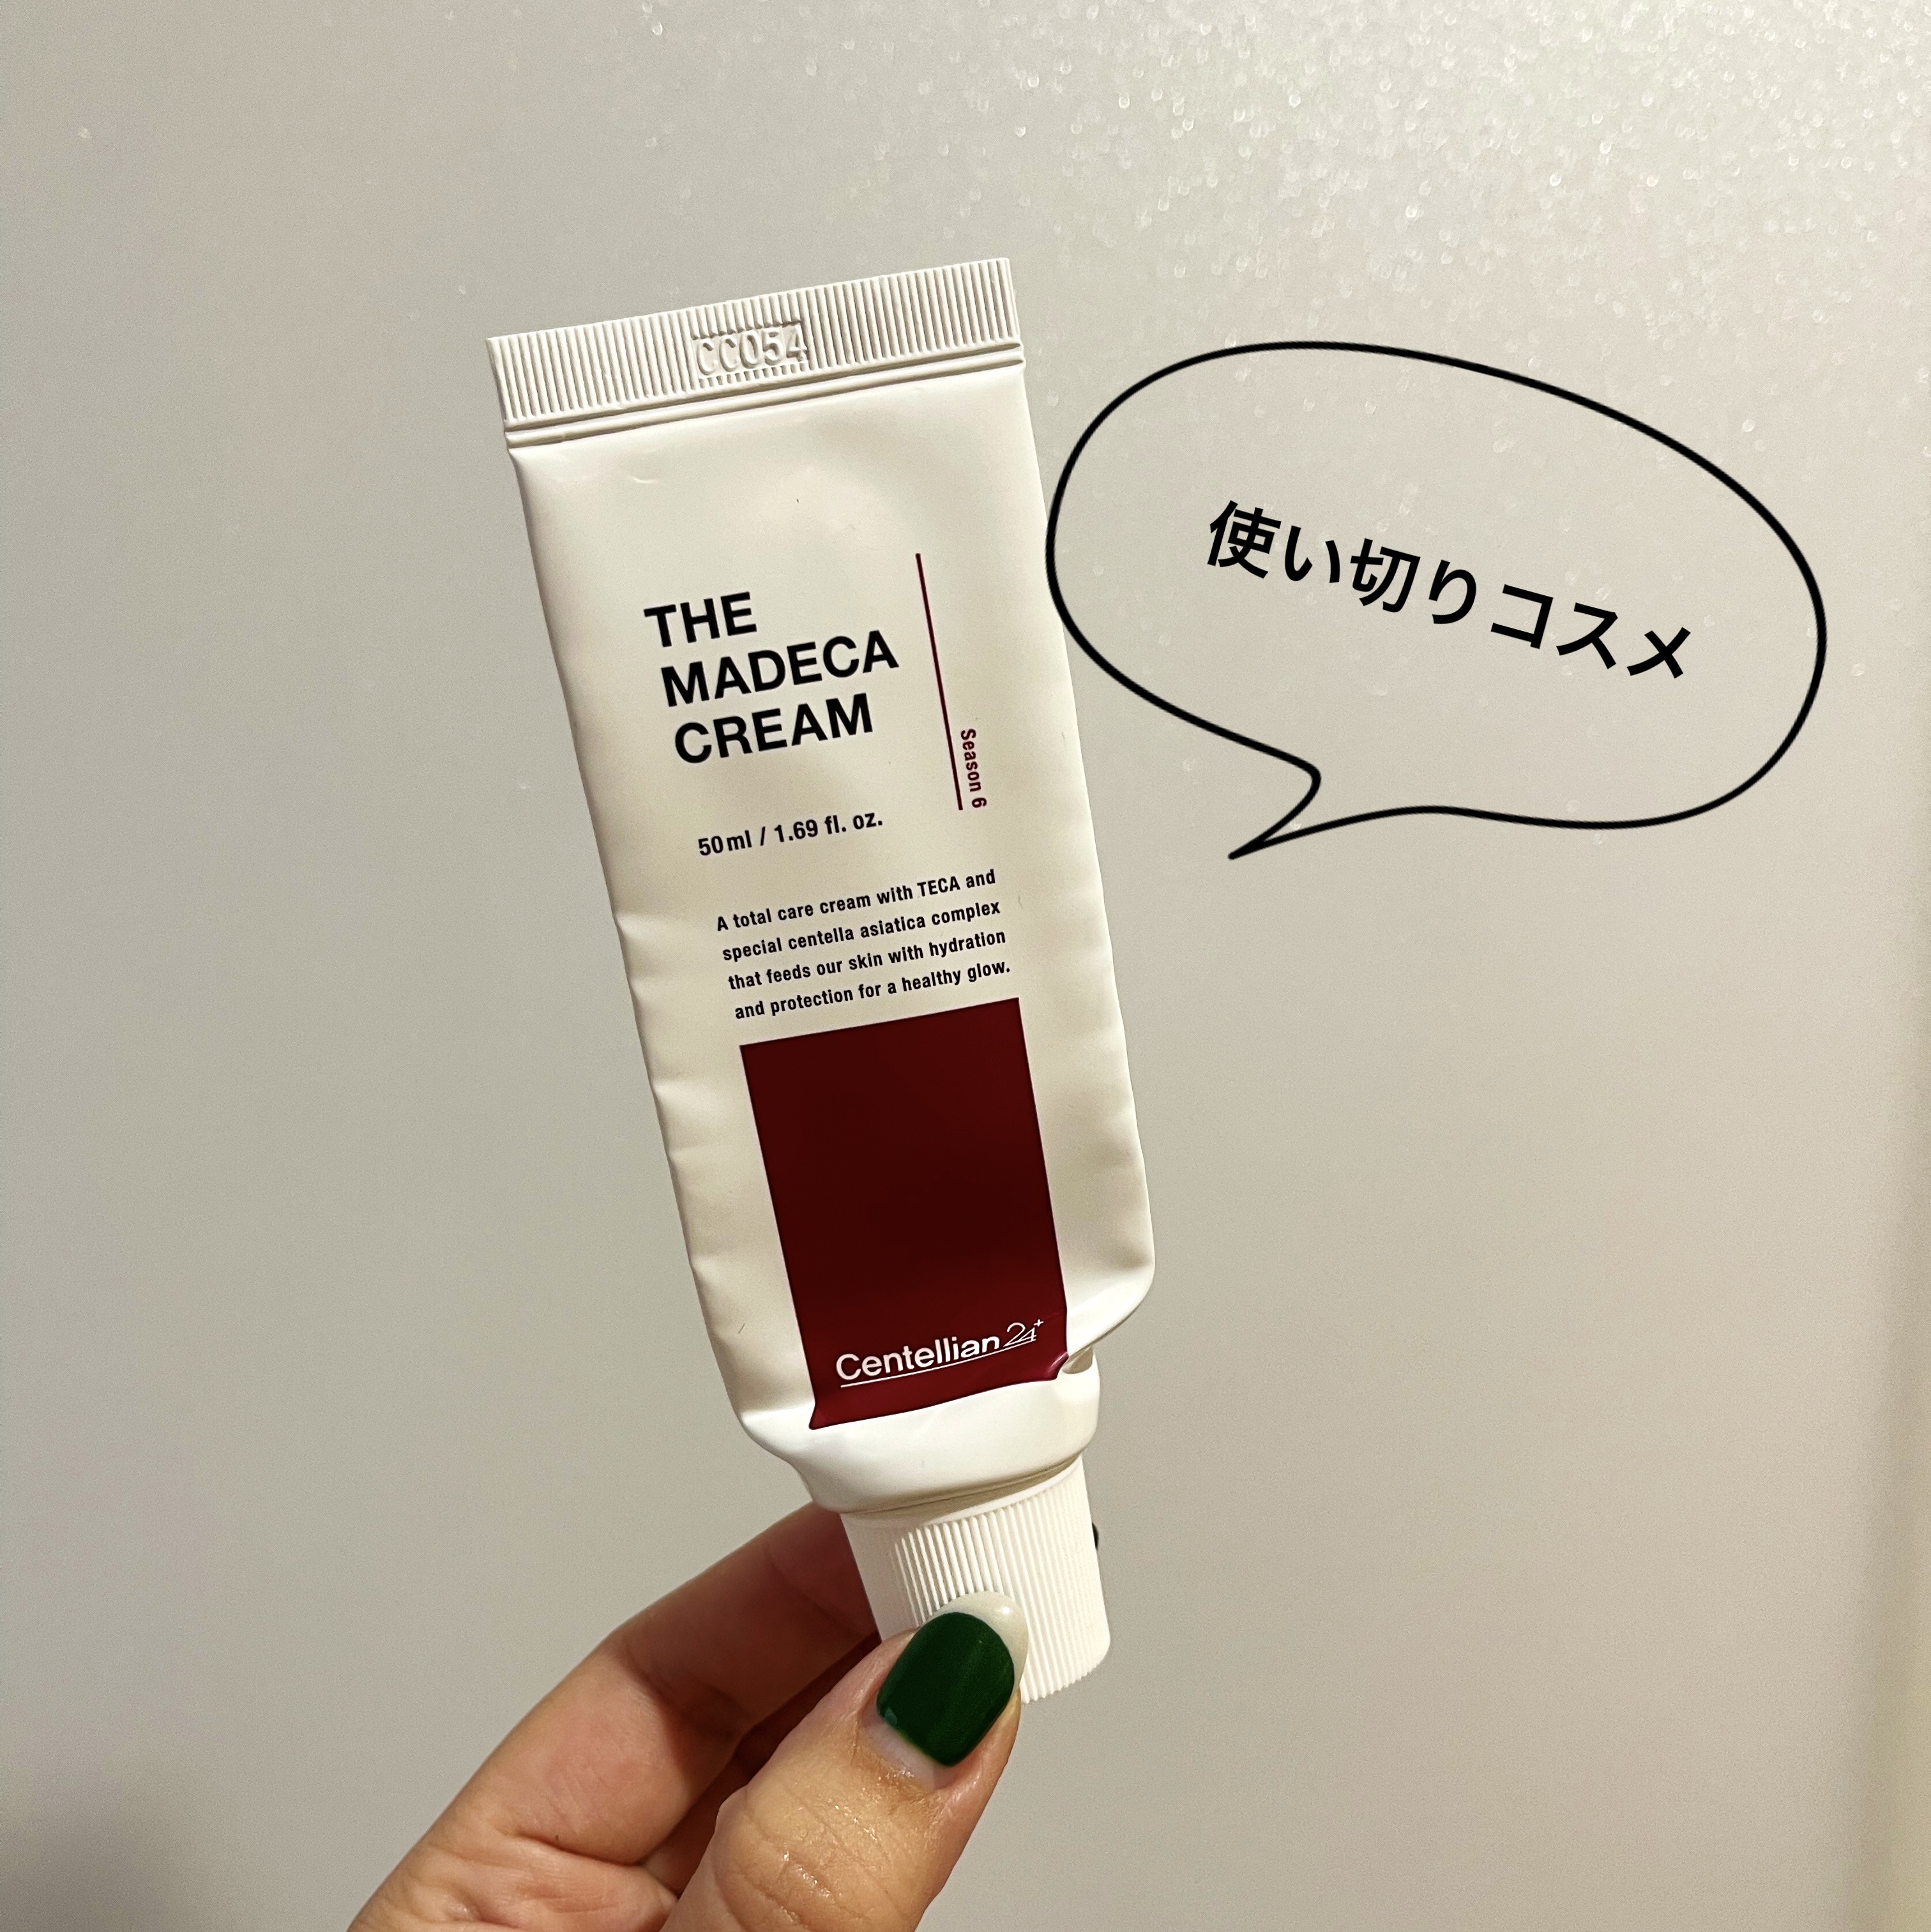 CC054
THE
MADECA
CREAM
Season 6
50ml / 1.69 fl. oz.
A total care cream with TECA and
special centella asiatica complex
that feeds our skin with hydration
and protection for a healthy glow.
Centellian 24+
使い切りコスメ